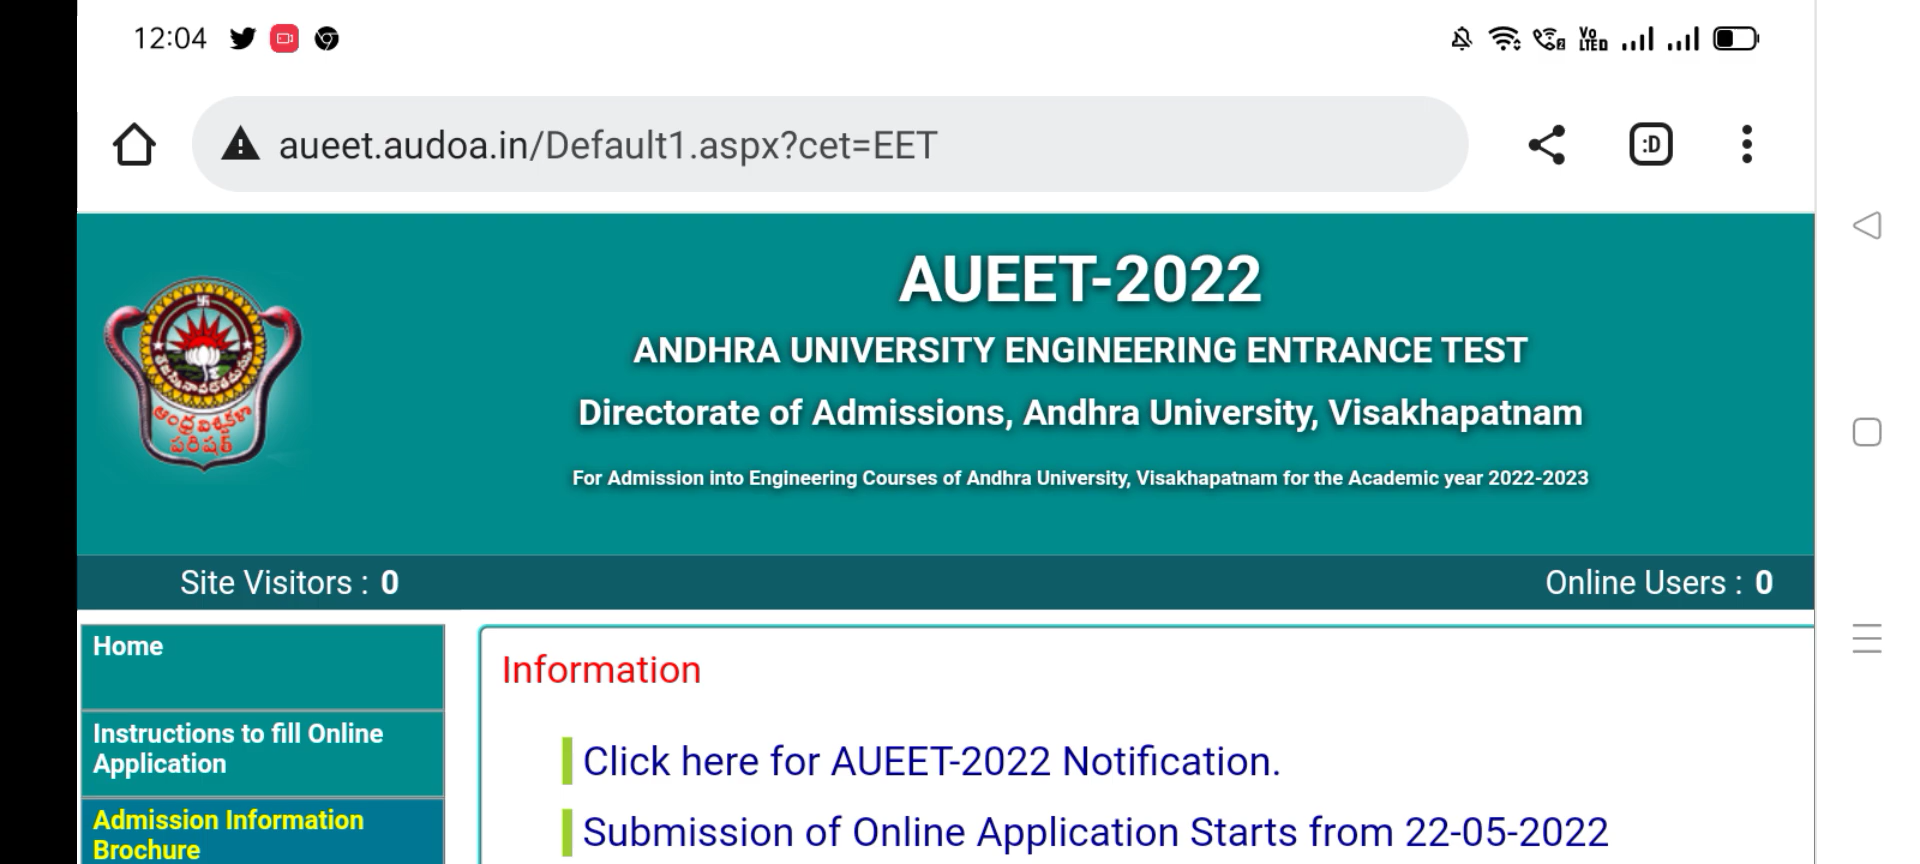 12:04
VoLTED
aueet.audoa.in/Default1.aspx?cet=EET
:D
AUEET-2022
ANDHRA UNIVERSITY ENGINEERING ENTRANCE TEST
Directorate of Admissions, Andhra University, Visakhapatnam
For Admission into Engineering Courses of Andhra University, Visakhapatnam for the Academic year 2022-2023
పరిషత్
Site Visitors : 0
Online Users : 0
Home
Instructions to fill Online
Application
Admission Information
Brochure
Information
Click here for AUEET-2022 Notification.
Submission of Online Application Starts from 22-05-2022